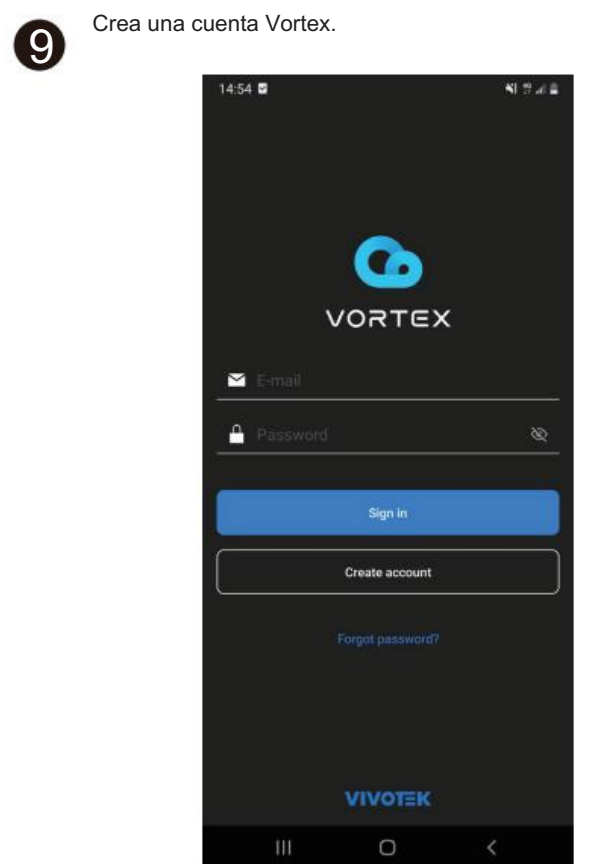 9
Crea una cuenta Vortex.
14:54
VORTEX
E-mail
Password
Sign in
Create account
Forgot password?
VIVOTEK